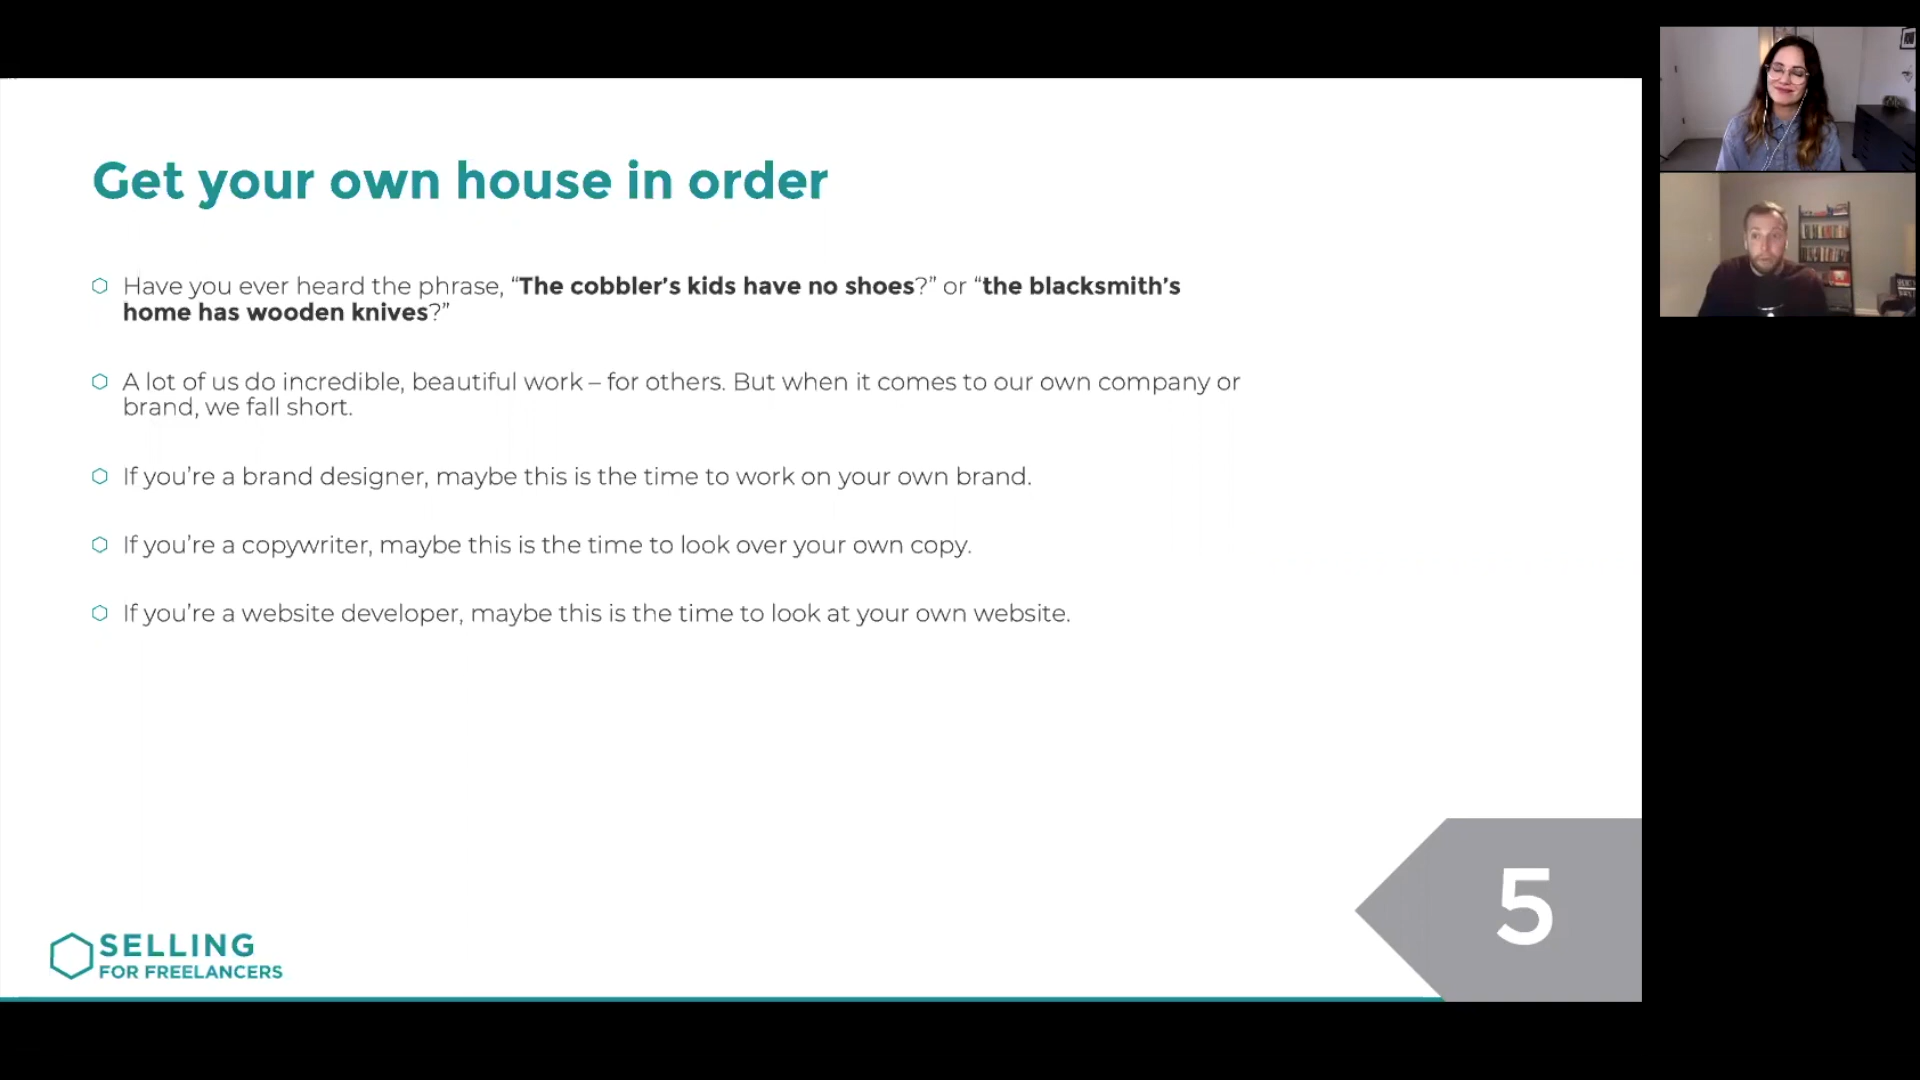 Get your own house in order
Have you ever heard the phrase, “The cobbler’s kids have no shoes?” or “the blacksmith’s
home has wooden knives?”
A lot of us do incredible, beautiful work – for others. But when it comes to our own company or
brand, we fall short.
If you’re a brand designer, maybe this is the time to work on your own brand.
If you’re a copywriter, maybe this is the time to look over your own copy.
If you’re a website developer, maybe this is the time to look at your own website.
5
SELLING
FOR FREELANCERS